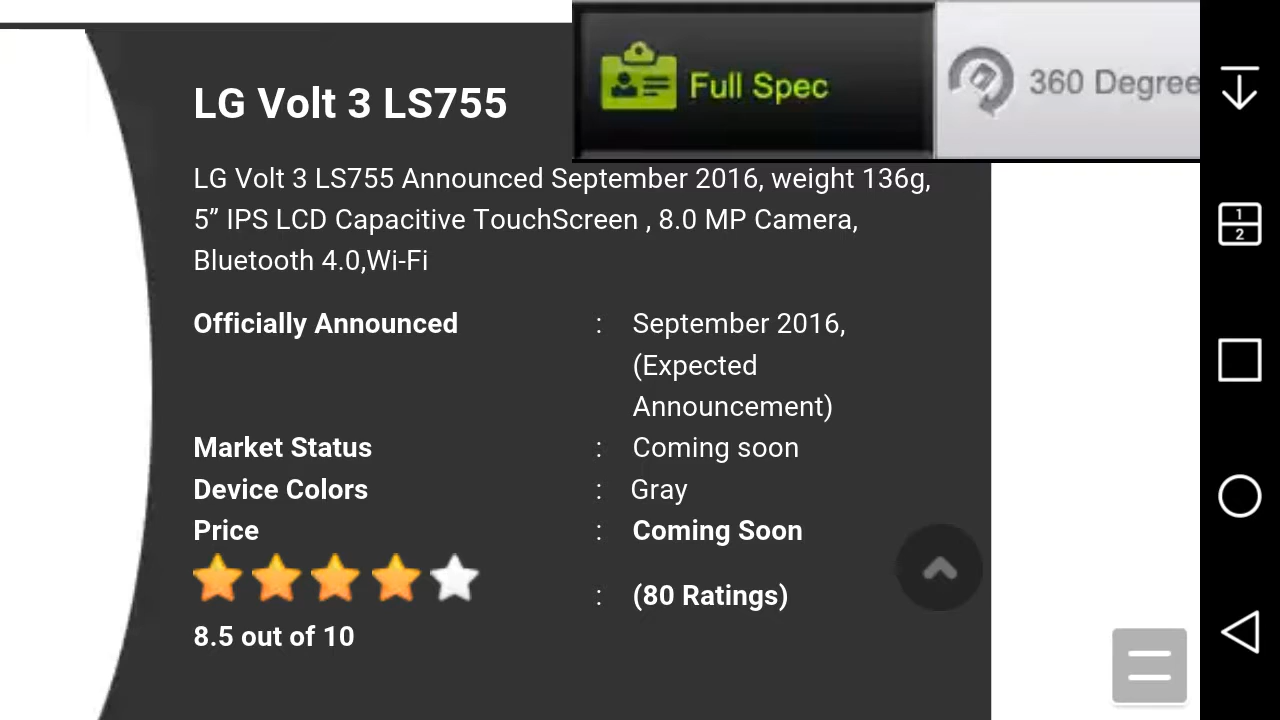 Full Spec
360 Degree
LG Volt 3 LS755
LG Volt 3 LS755 Announced September 2016, weight 136g,
5” IPS LCD Capacitive TouchScreen , 8.0 MP Camera,
Bluetooth 4.0,Wi-Fi
Officially Announced : September 2016,
(Expected
Announcement)
Market Status : Coming soon
Device Colors : Gray
Price : Coming Soon
: (80 Ratings)
8.5 out of 10
1
2